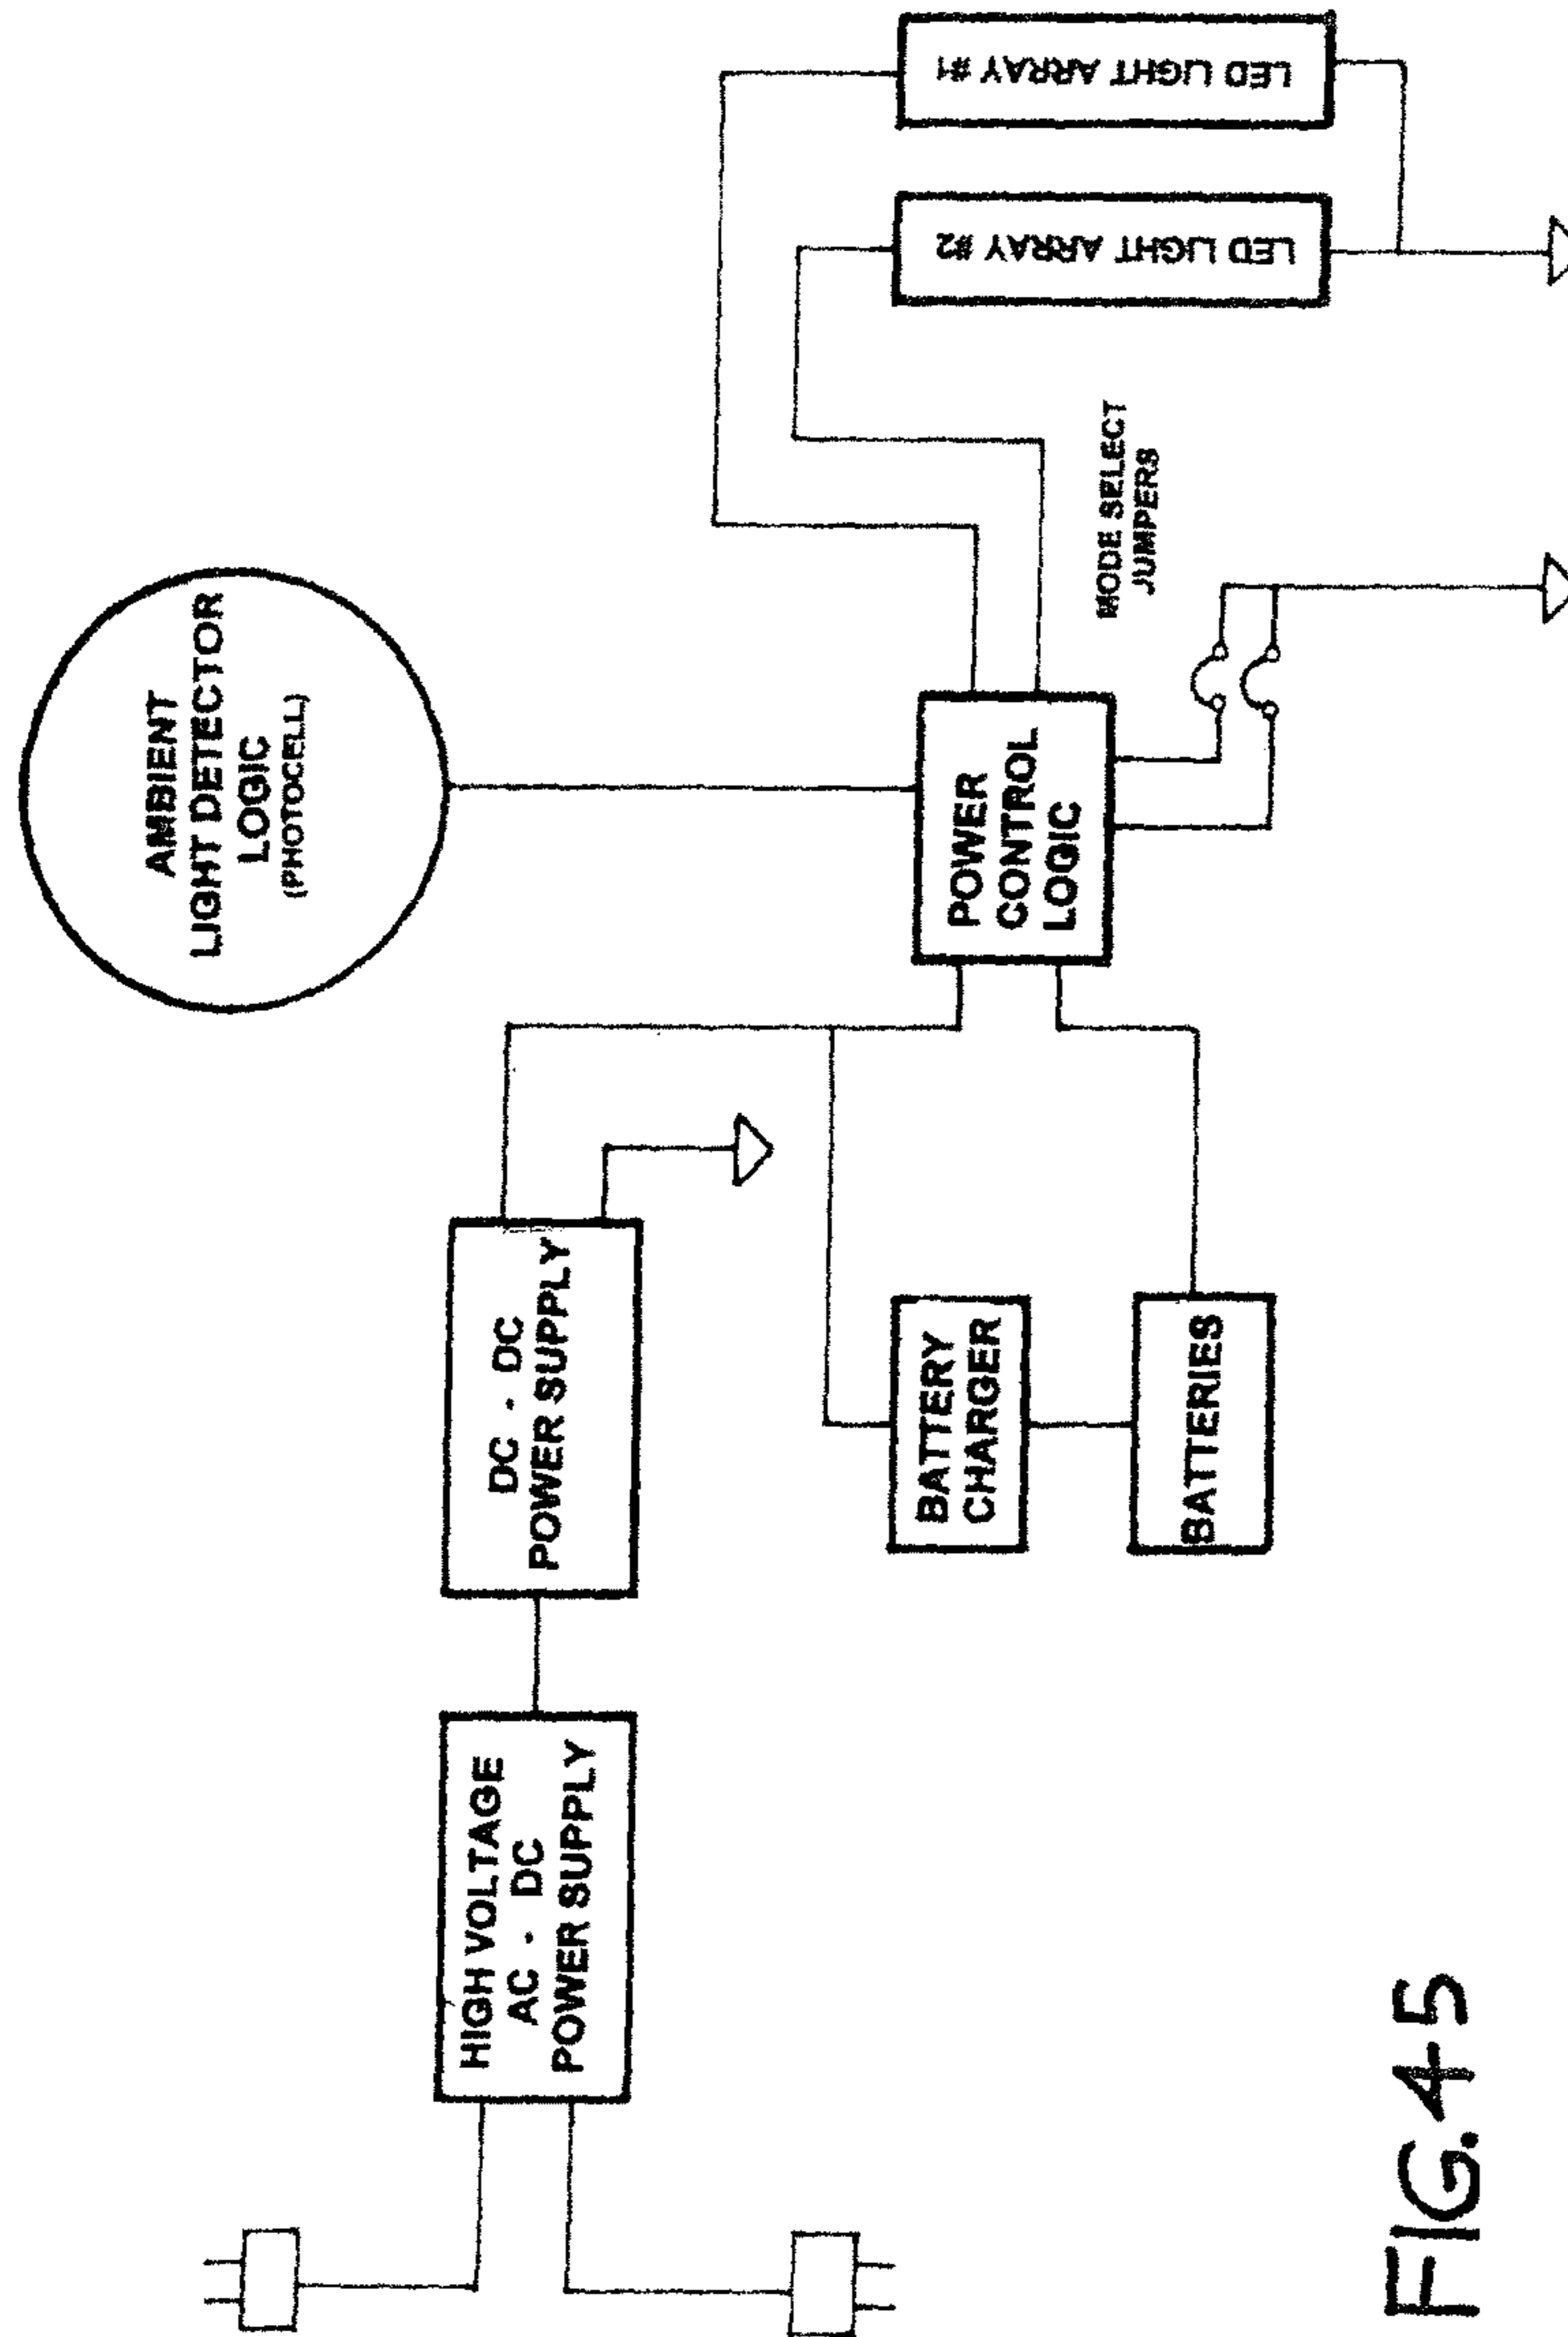 AMBIENT
LIGHT DETECTOR
LOGIC
(PHOTOCELL)
HIGH VOLTAGE
AC - DC
POWER SUPPLY
DC - DC
POWER SUPPLY
BATTERY
CHARGER
BATTERIES
POWER
CONTROL
LOGIC
MODE SELECT
JUMPERS
LED LIGHT ARRAY #1
LED LIGHT ARRAY #2
FIG. 45